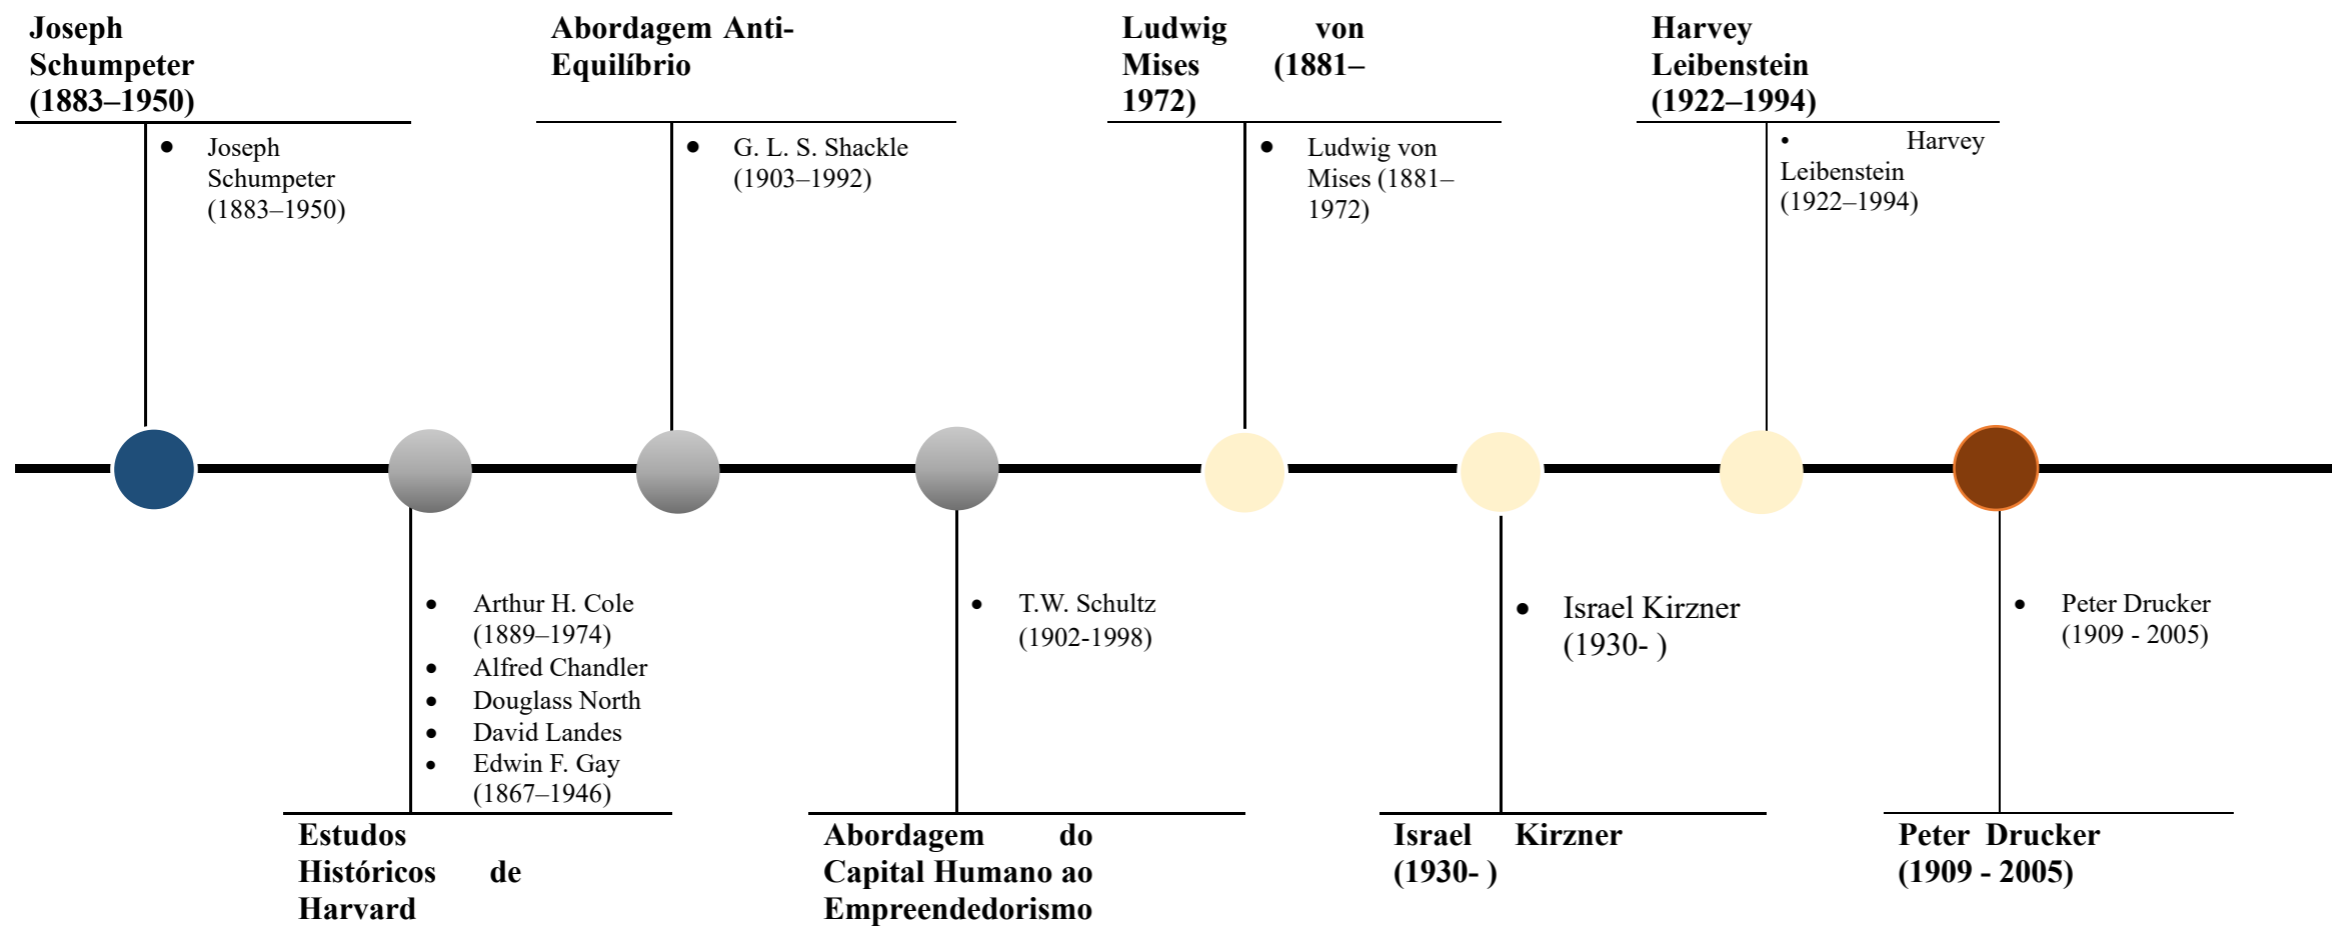 Joseph
Schumpeter
(1883–1950)
• Joseph
Schumpeter
(1883–1950)
Abordagem Anti-
Equilíbrio
• G. L. S. Shackle
(1903–1992)
Ludwig von
Mises (1881–
1972)
• Ludwig von
Mises (1881–
1972)
Harvey
Leibenstein
(1922–1994)
• Harvey
Leibenstein
(1922–1994)
• Arthur H. Cole
(1889–1974)
• Alfred Chandler
• Douglass North
• David Landes
• Edwin F. Gay
(1867–1946)
Estudos
Históricos de
Harvard
• T.W. Schultz
(1902-1998)
Abordagem do
Capital Humano ao
Empreendedorismo
• Israel Kirzner
(1930- )
Israel Kirzner
(1930- )
• Peter Drucker
(1909 - 2005)
Peter Drucker
(1909 - 2005)